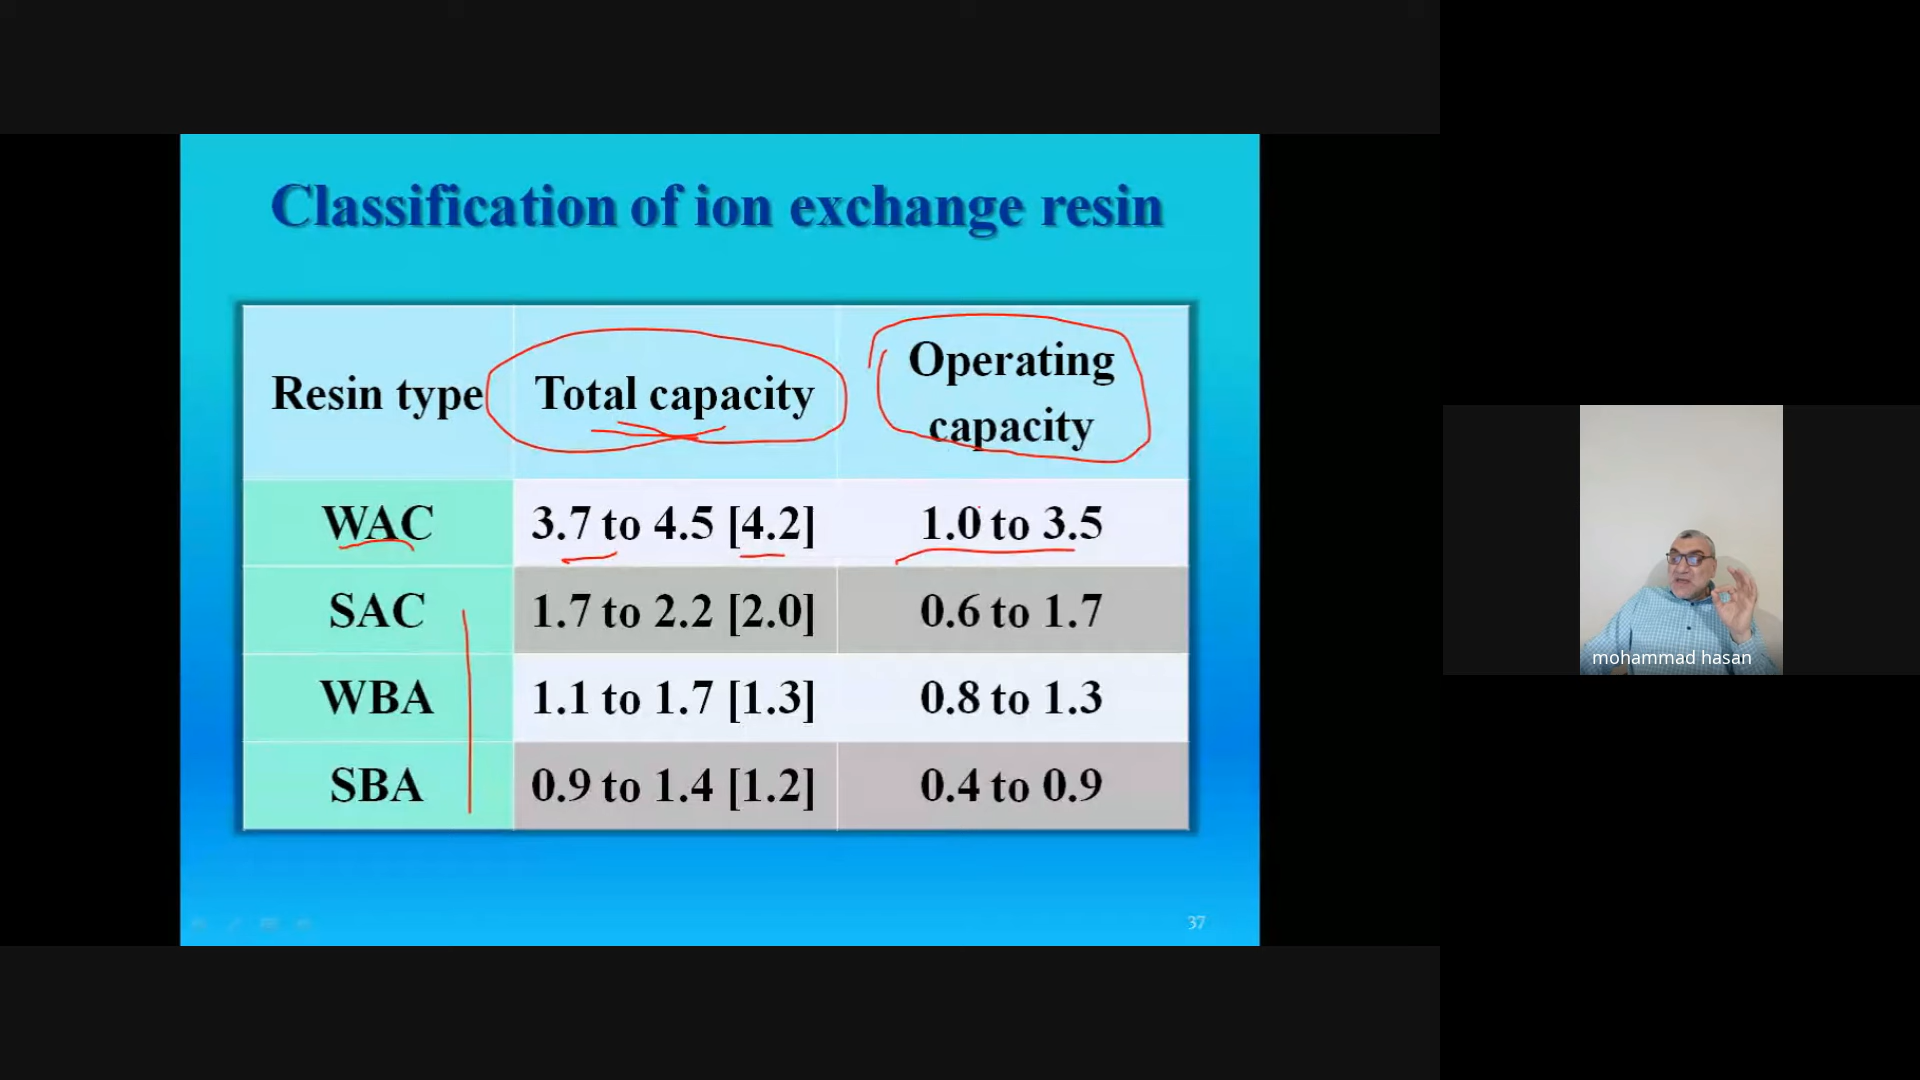 Classification of ion exchange resin
Resin type Total capacity Operating capacity
WAC 3.7 to 4.5 [4.2] 1.0 to 3.5
SAC 1.7 to 2.2 [2.0] 0.6 to 1.7
WBA 1.1 to 1.7 [1.3] 0.8 to 1.3
SBA 0.9 to 1.4 [1.2] 0.4 to 0.9
37
mohammad hasan